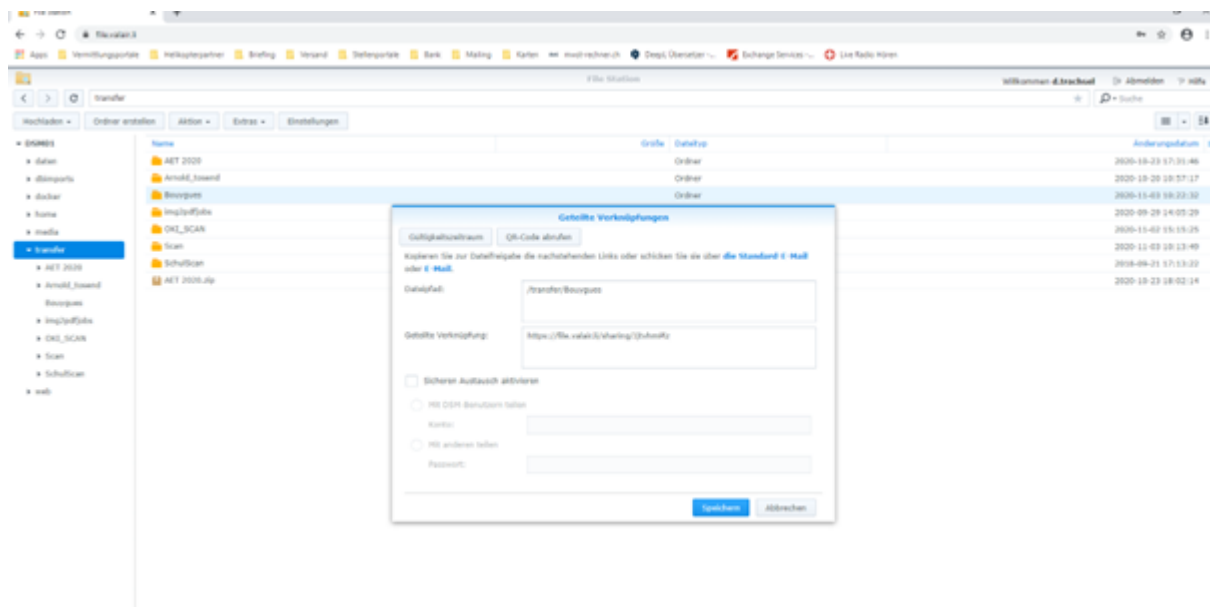 File Station
file.valair.li
Apps Vermittlungsportale Helikopterpartner Briefing Versand Stellenportale Bank Mailing Karten mwst-rechner.ch DeepL Übersetzer -... Exchange Services -... Live Radio Hören
File Station
Willkommen d.trachsel Abmelden Hilfe
transfer
Suche
Hochladen Ordner erstellen Aktion Extras Einstellungen
DSM01
Name Größe Dateityp Änderungsdatum
daten
AET 2020 Ordner 2020-10-23 17:31:46
dbimports
Arnold_towend Ordner 2020-10-20 10:57:17
docker
Bouygues Ordner 2020-11-03 10:22:32
home
img2pdfjobs 2020-09-29 14:05:29
media
OKI_SCAN 2020-11-02 15:15:25
transfer
Scan 2020-11-03 10:13:49
AET 2020
SchulScan 2018-09-21 17:13:22
Arnold_towend
AET 2020.zip 2020-10-23 18:02:14
Bouygues
img2pdfjobs
OKI_SCAN
Scan
SchulScan
web
Geteilte Verknüpfungen
Gültigkeitszeitraum QR-Code abrufen
Kopieren Sie zur Dateifreigabe die nachstehenden Links oder schicken Sie sie über die Standard-E-Mail
oder E-Mail.
Dateipfad: /transfer/Bouygues
Geteilte Verknüpfung:
Sicheren Austausch aktivieren
Mit DSM-Benutzern teilen
Konto:
Mit anderen teilen
Passwort:
Speichern Abbrechen